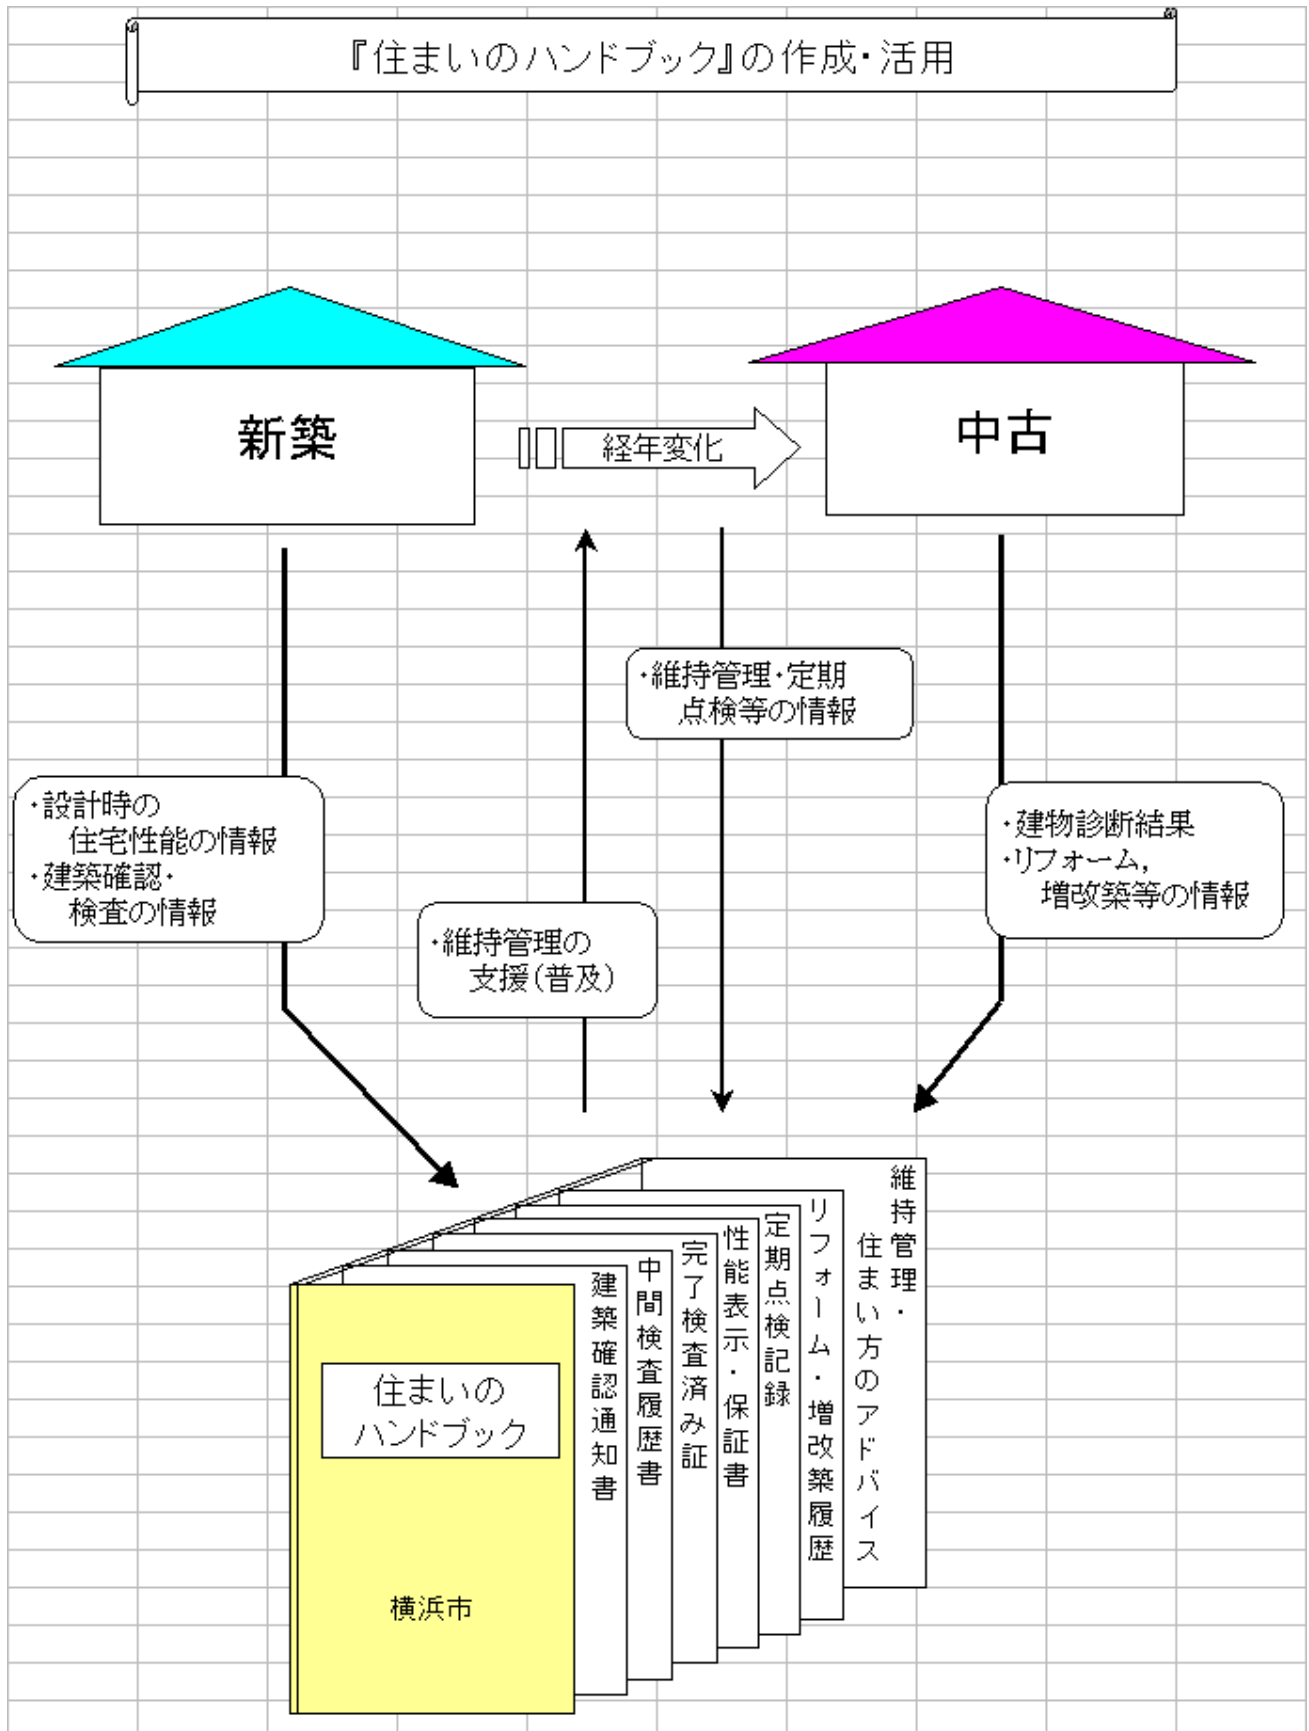 『住まいのハンドブック』の作成・活用
新築
経年変化
中古
・維持管理・定期
点検等の情報
・設計時の
住宅性能の情報
・建築確認・
検査の情報
・建物診断結果
・リフォーム,
増改築等の情報
・維持管理の
支援(普及)
住まいの
ハンドブック
横浜市
建築確認通知書
中間検査履歴書
完了検査済み証
性能表示・保証書
定期点検記録
リフォーム・増改築履歴
維持管理・
住まい方のアドバイス